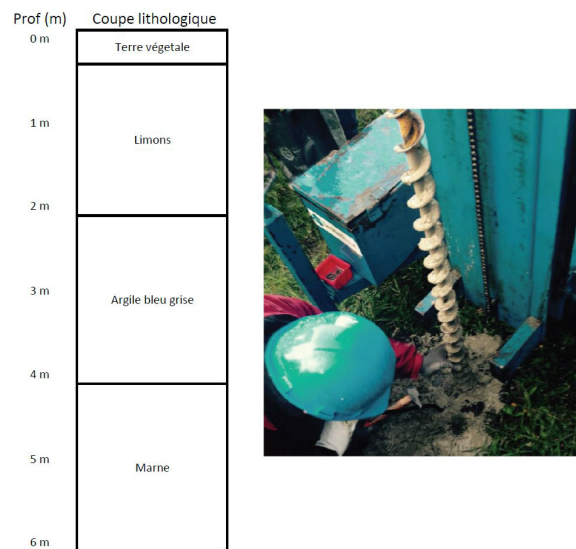 Prof (m) Coupe lithologique
0 m
Terre végetale
1 m
Limons
2 m
3 m
Argile bleu grise
4 m
5 m
Marne
6 m